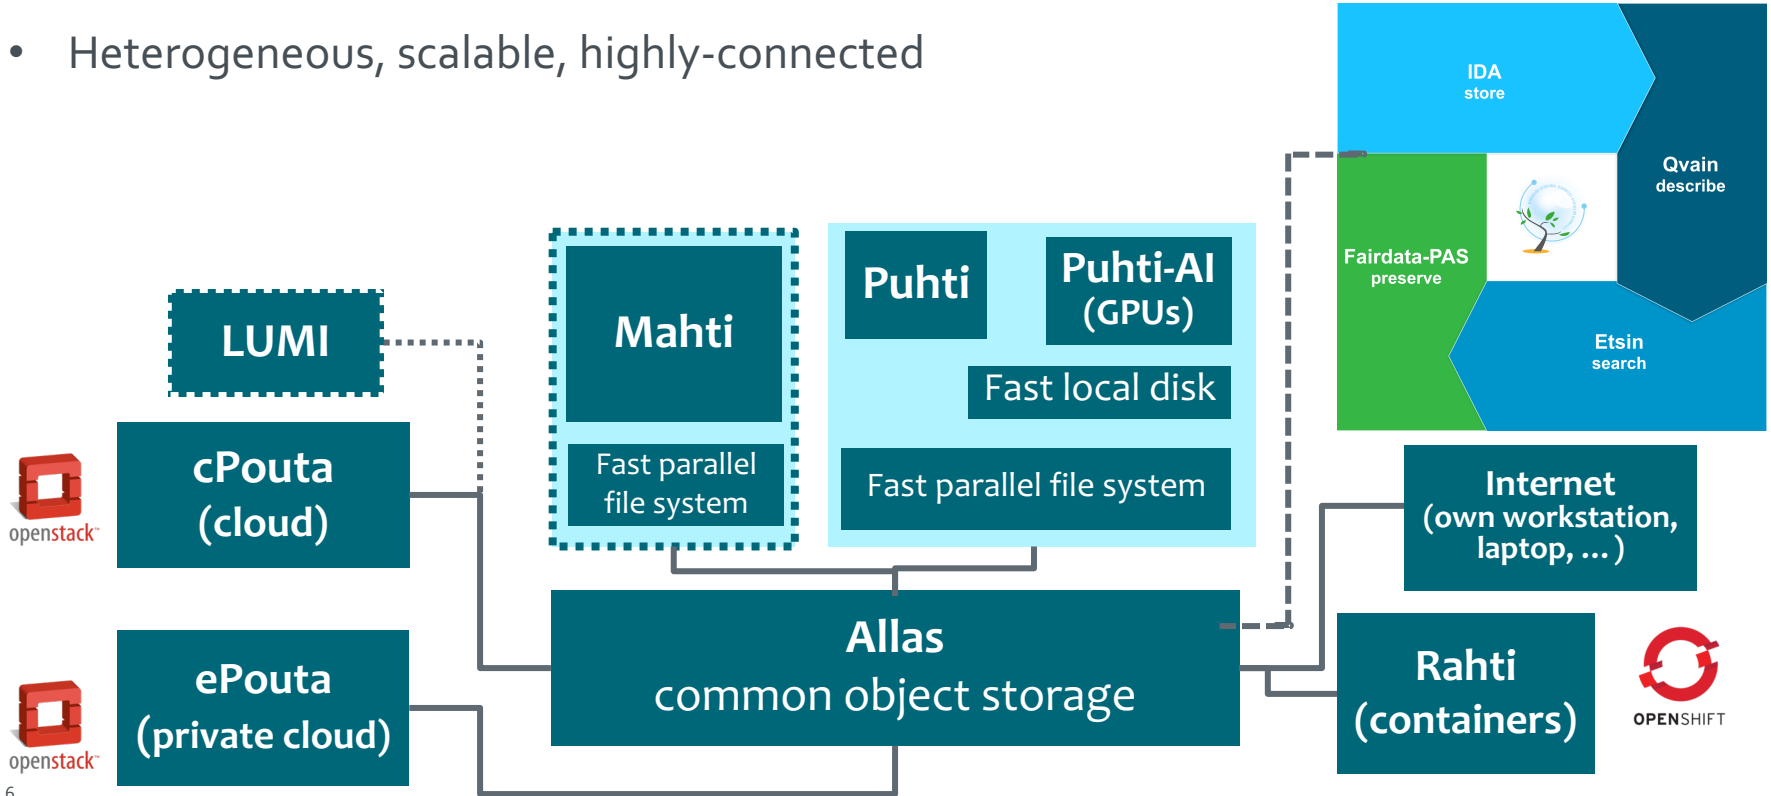 • Heterogeneous, scalable, highly-connected
IDA
store
Qvain
describe
Fairdata-PAS
preserve
Etsin
search
LUMI
Mahti
Fast parallel
file system
Puhti
Puhti-AI
(GPUs)
Fast local disk
Fast parallel file system
openstack™
cPouta
(cloud)
Internet
(own workstation,
laptop, ... )
openstack™
ePouta
(private cloud)
Allas
common object storage
Rahti
(containers)
OPENSHIFT
6